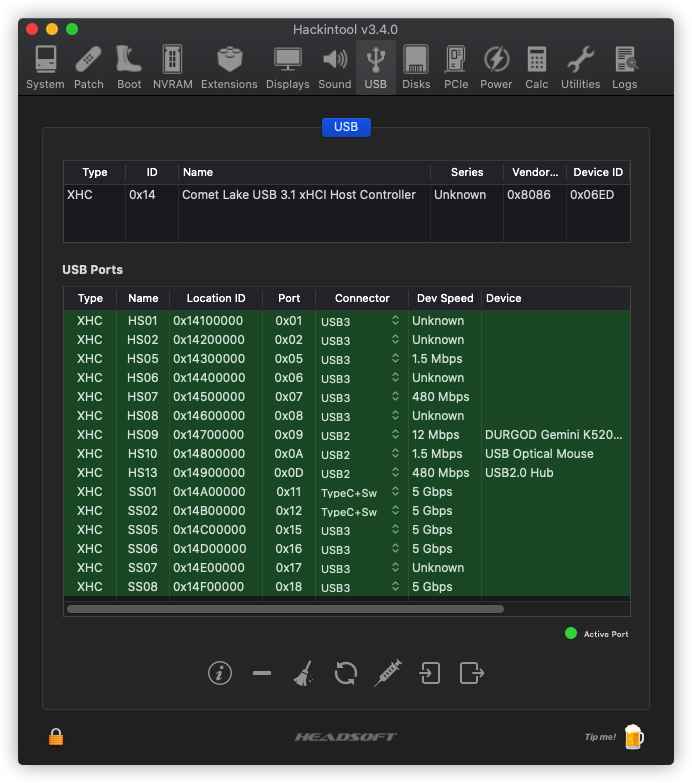 Hackintool v3.4.0
System Patch Boot NVRAM Extensions Displays Sound USB Disks PCIe Power Calc Utilities Logs
USB
Type ID Name Series Vendor... Device ID
XHC 0x14 Comet Lake USB 3.1 xHCI Host Controller Unknown 0x8086 0x06ED
USB Ports
Type Name Location ID Port Connector Dev Speed Device
XHC HS01 0x14100000 0x01 USB3 Unknown
XHC HS02 0x14200000 0x02 USB3 Unknown
XHC HS05 0x14300000 0x05 USB3 1.5 Mbps
XHC HS06 0x14400000 0x06 USB3 Unknown
XHC HS07 0x14500000 0x07 USB3 480 Mbps
XHC HS08 0x14600000 0x08 USB3 Unknown
XHC HS09 0x14700000 0x09 USB2 12 Mbps DURGOD Gemini K520...
XHC HS10 0x14800000 0x0A USB2 1.5 Mbps USB Optical Mouse
XHC HS13 0x14900000 0x0D USB2 480 Mbps USB2.0 Hub
XHC SS01 0x14A00000 0x11 TypeC+Sw 5 Gbps
XHC SS02 0x14B00000 0x12 TypeC+Sw 5 Gbps
XHC SS05 0x14C00000 0x15 USB3 5 Gbps
XHC SS06 0x14D00000 0x16 USB3 5 Gbps
XHC SS07 0x14E00000 0x17 USB3 Unknown
XHC SS08 0x14F00000 0x18 USB3 5 Gbps
Active Port
HEADSOFT
Tip me!